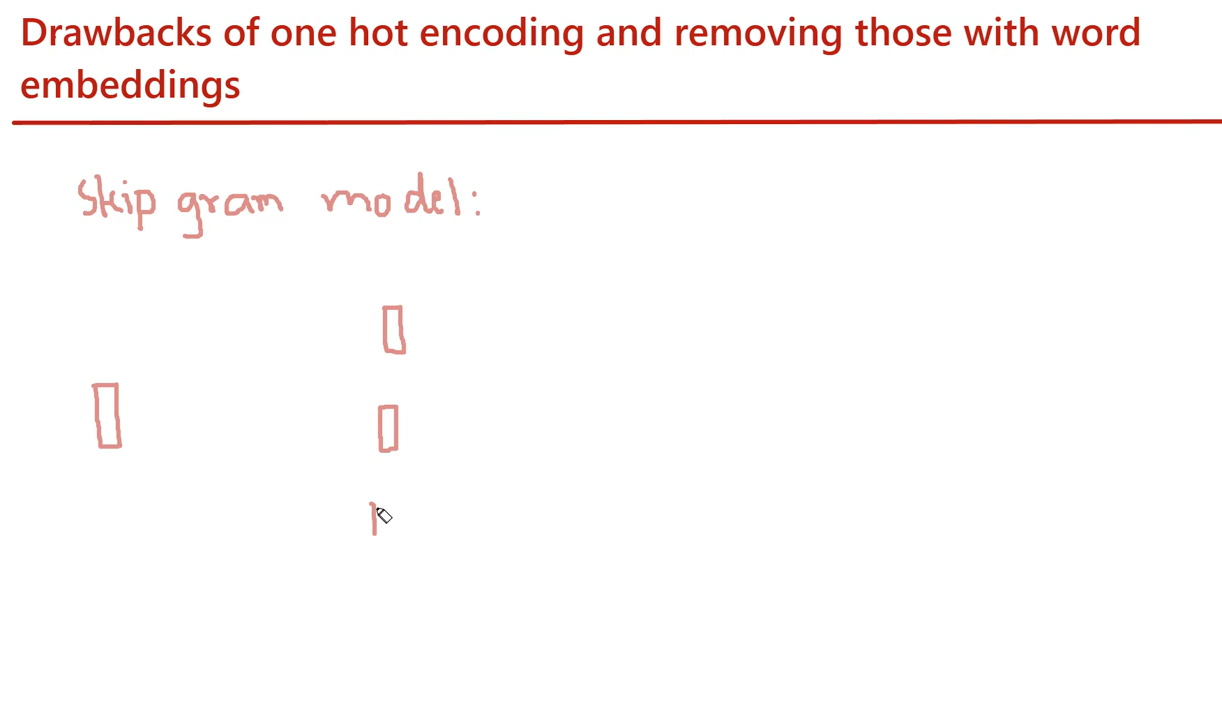 Drawbacks of one hot encoding and removing those with word
embeddings
Skip gram model: